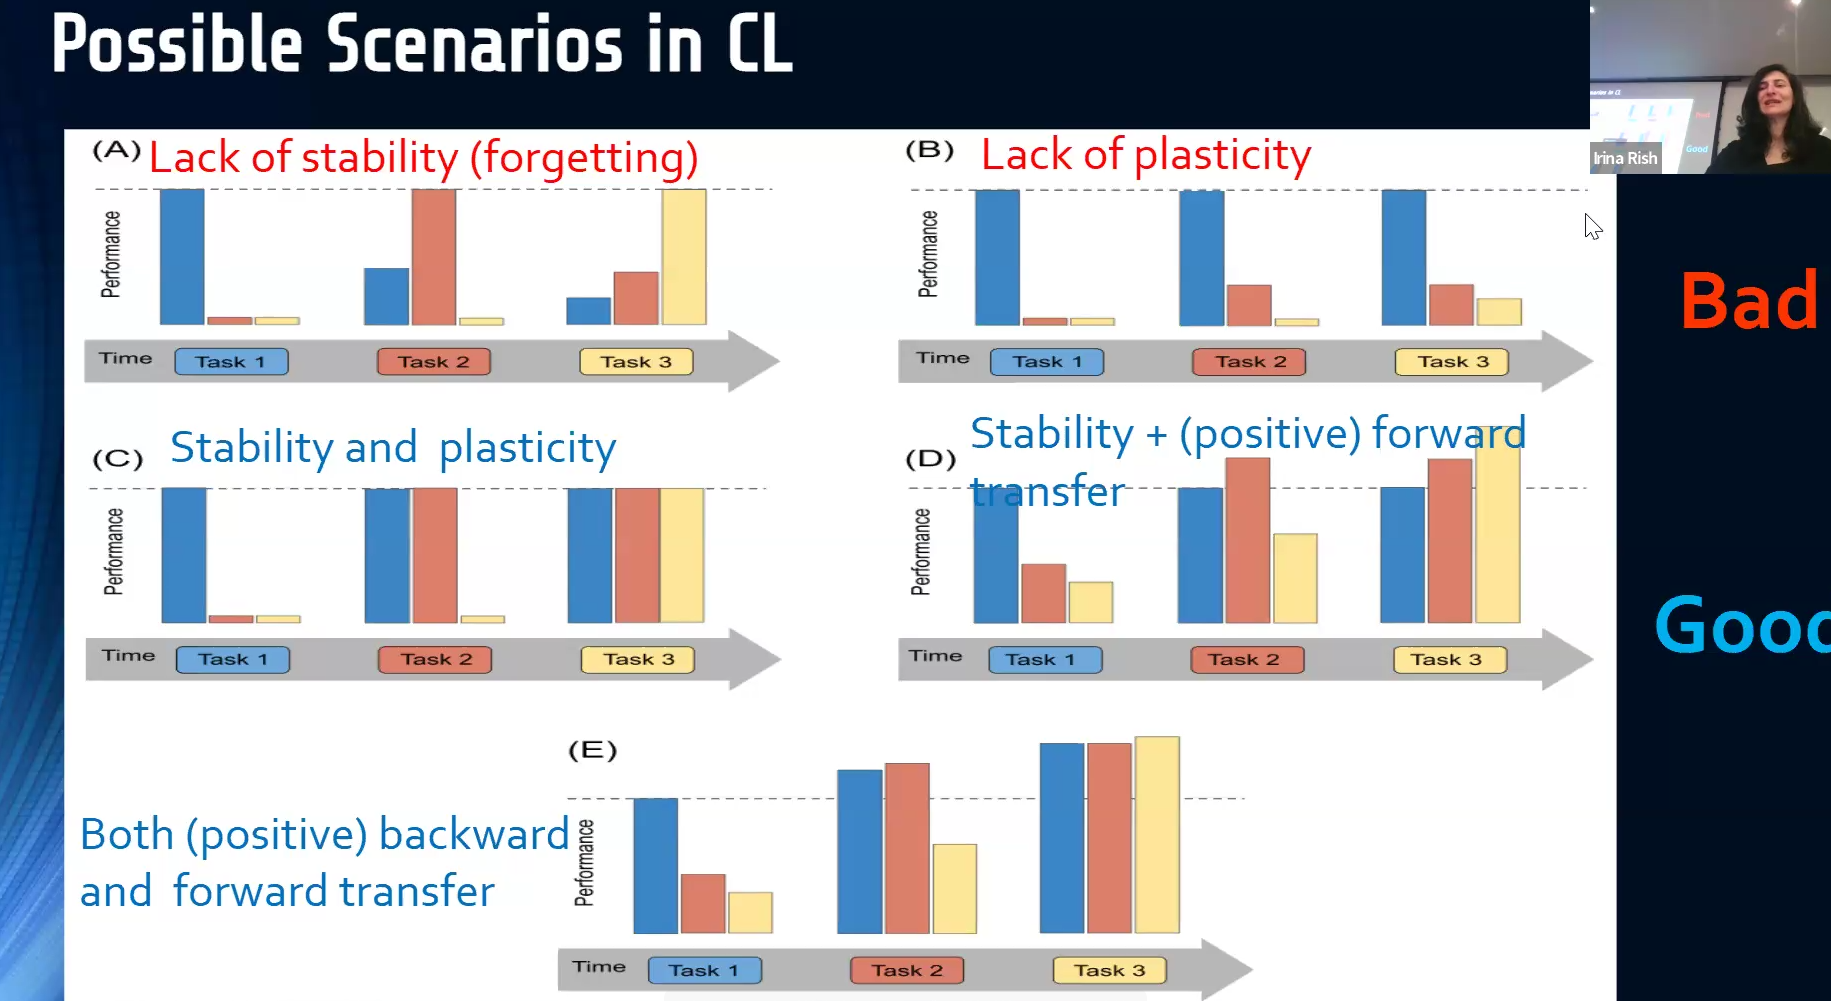 Possible Scenarios in CL
Irina Rish
(A) Lack of stability (forgetting)
Performance
Time Task 1 Task 2 Task 3
(B) Lack of plasticity
Performance
Time Task 1 Task 2 Task 3
Bad
(C) Stability and plasticity
Performance
Time Task 1 Task 2 Task 3
(D) Stability + (positive) forward
transfer
Performance
Time Task 1 Task 2 Task 3
Good
(E)
Both (positive) backward
and forward transfer
Performance
Time Task 1 Task 2 Task 3